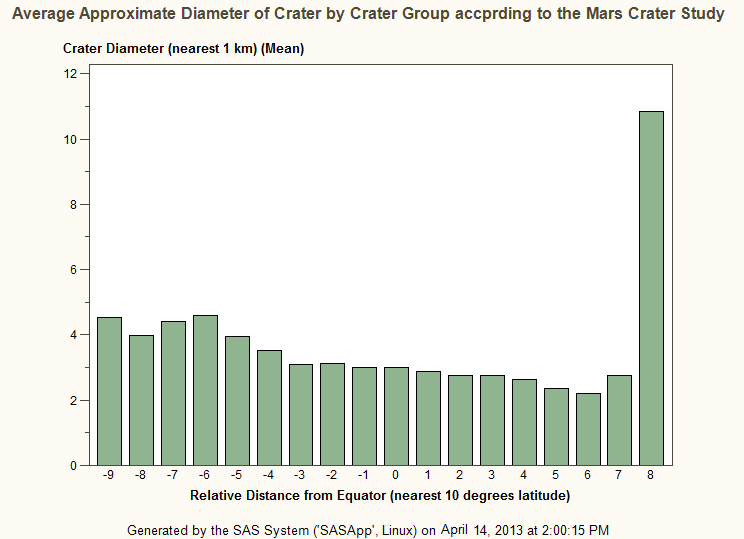 Average Approximate Diameter of Crater by Crater Group accprding to the Mars Crater Study
Crater Diameter (nearest 1 km) (Mean)
12
10
8
6
4
2
0
-9 -8 -7 -6 -5 -4 -3 -2 -1 0 1 2 3 4 5 6 7 8
Relative Distance from Equator (nearest 10 degrees latitude)
Generated by the SAS System ('SASApp', Linux) on April 14, 2013 at 2:00:15 PM